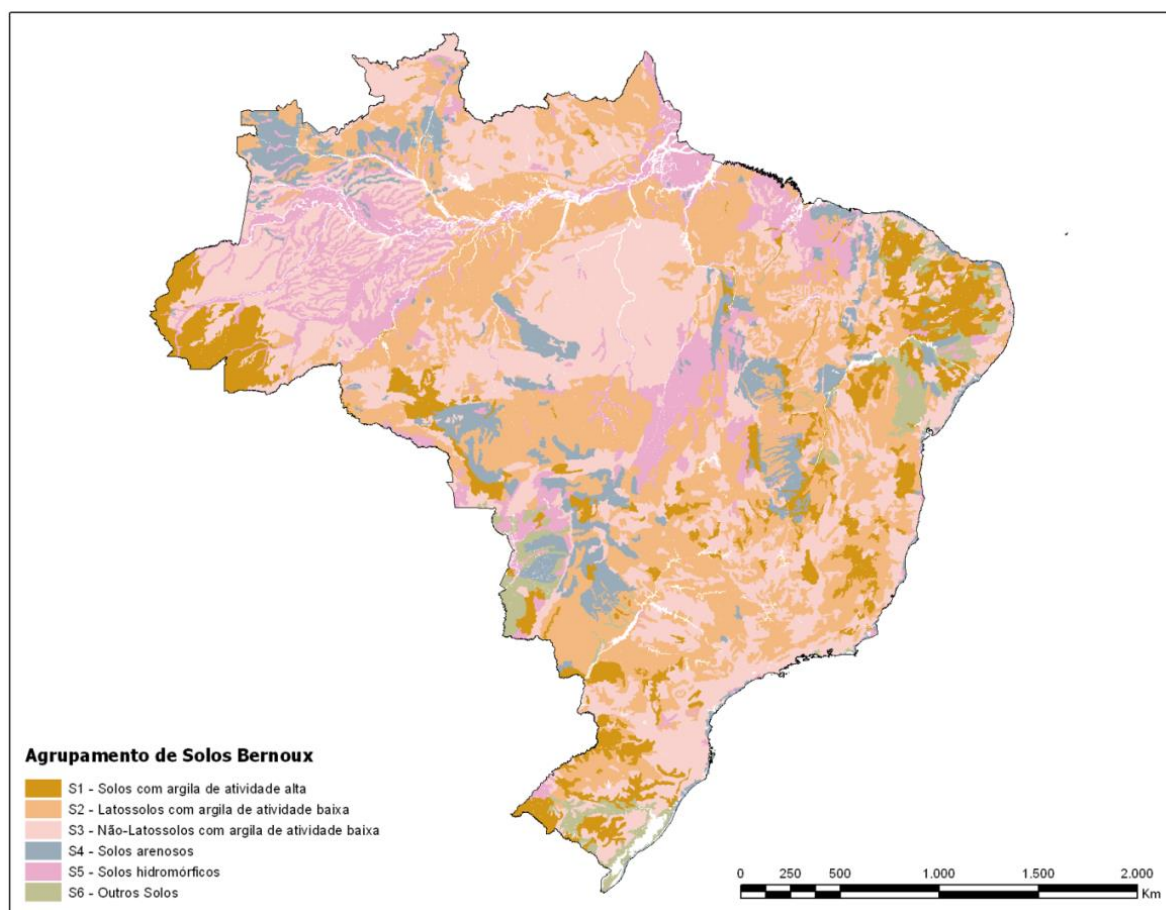 Agrupamento de Solos Bernoux
S1 - Solos com argila de atividade alta
S2 - Latossolos com argila de atividade baixa
S3 - Não-Latossolos com argila de atividade baixa
S4 - Solos arenosos
S5 - Solos hidromórficos
S6 - Outros Solos
0 250 500 1.000 1.500 2.000
Km